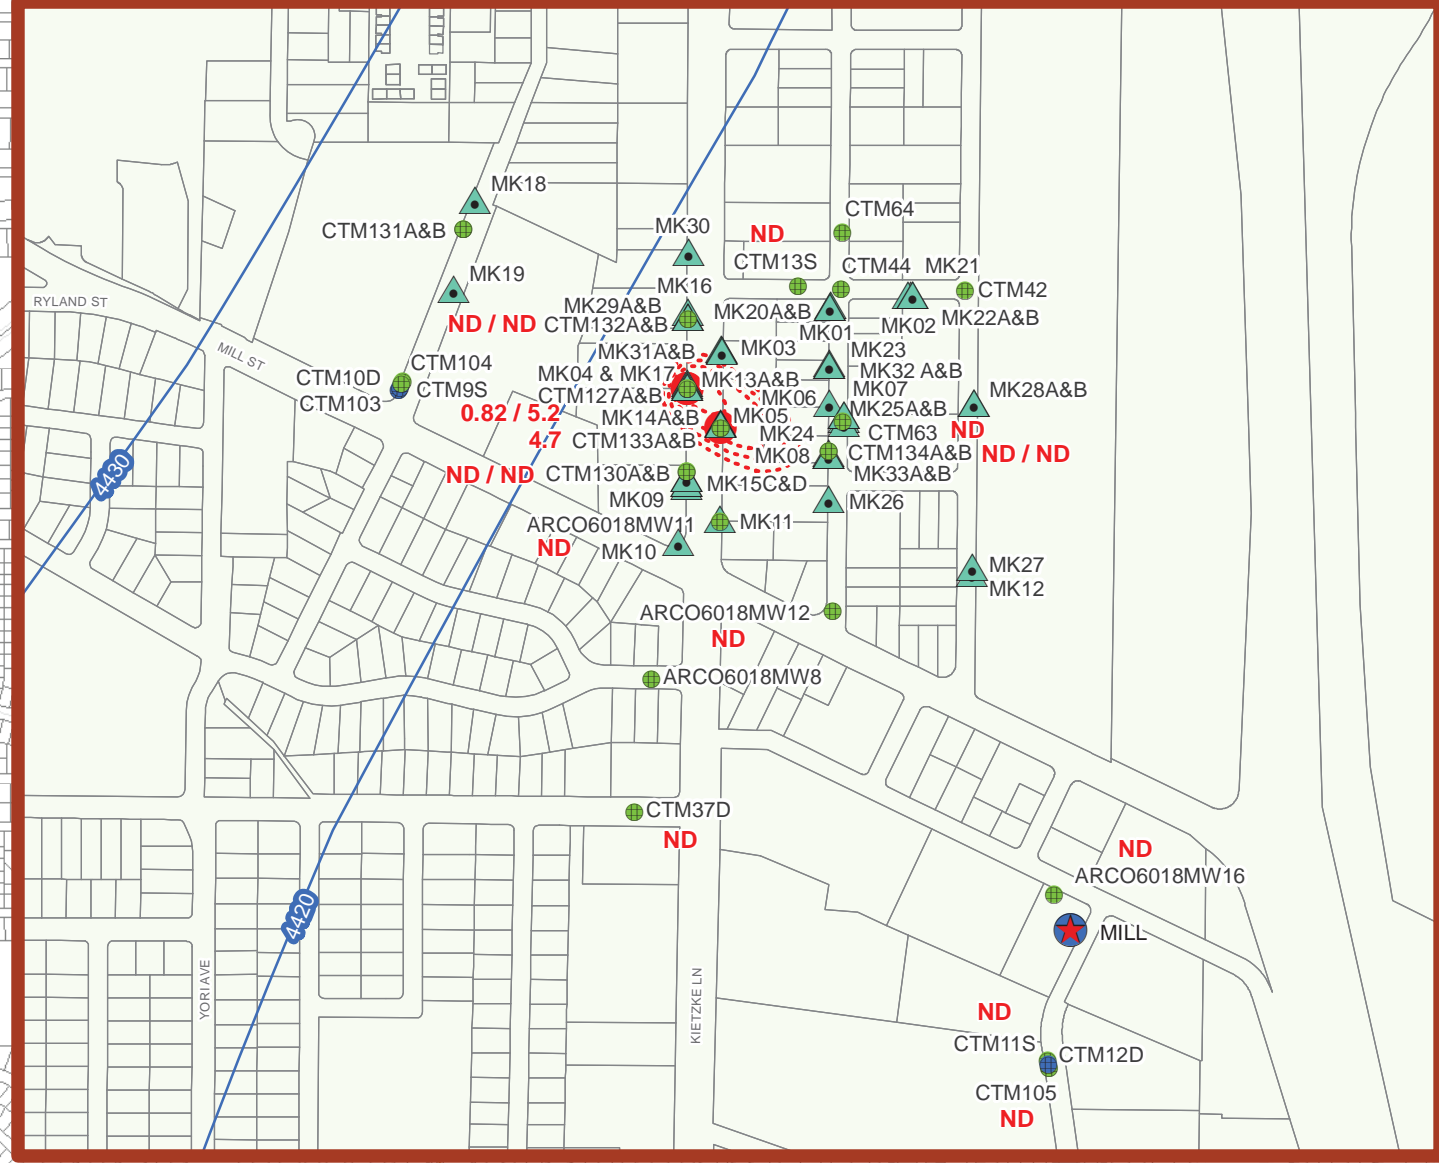 MK18
CTM64
CTM131A&B
MK30
ND
CTM13S
CTM44
MK21
MK19
MK16
CTM42
RYLAND ST
MK29A&B
MK20A&B
MK22A&B
ND / ND
CTM132A&B
MK01
MK02
MILL ST
MK31A&B
MK03
MK23
CTM104
MK04 & MK17
MK13A&B
MK32 A&B
CTM10D
CTM9S
CTM127A&B
MK06
MK07
MK28A&B
CTM103
0.82 / 5.2
MK14A&B
MK05
MK25A&B
4.7
CTM133A&B
MK24
CTM63
ND
MK08
CTM134A&B
ND / ND
4430
ND / ND
CTM130A&B
MK15C&D
MK33A&B
MK09
MK26
ARCO6018MW11
MK11
ND
MK10
MK27
MK12
ARCO6018MW12
ND
ARCO6018MW8
CTM37D
ND
ND
ARCO6018MW16
4420
MILL
YORI AVE
KIETZKE LN
ND
CTM11S
CTM12D
CTM105
ND